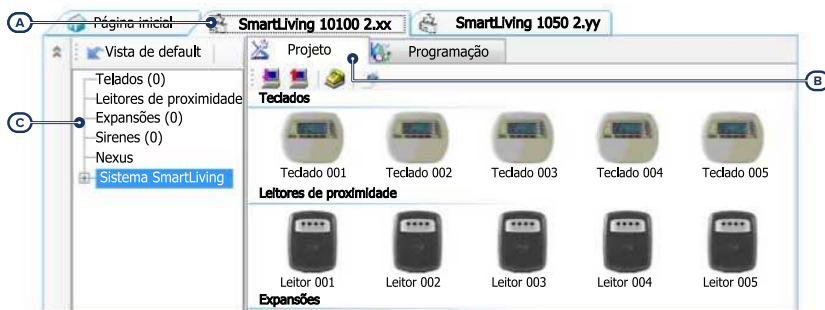 A
Página inicial
SmartLiving 10100 2.xx
SmartLiving 1050 2.yy
Vista de default
Projeto
Programação
B
Telados (0)
Leitores de proximidade
C
Expansões (0)
Sirenes (0)
Nexus
Sistema SmartLiving
Teclados
Teclado 001 Teclado 002 Teclado 003 Teclado 004 Teclado 005
Leitores de proximidade
Leitor 001 Leitor 002 Leitor 003 Leitor 004 Leitor 005
Expansões